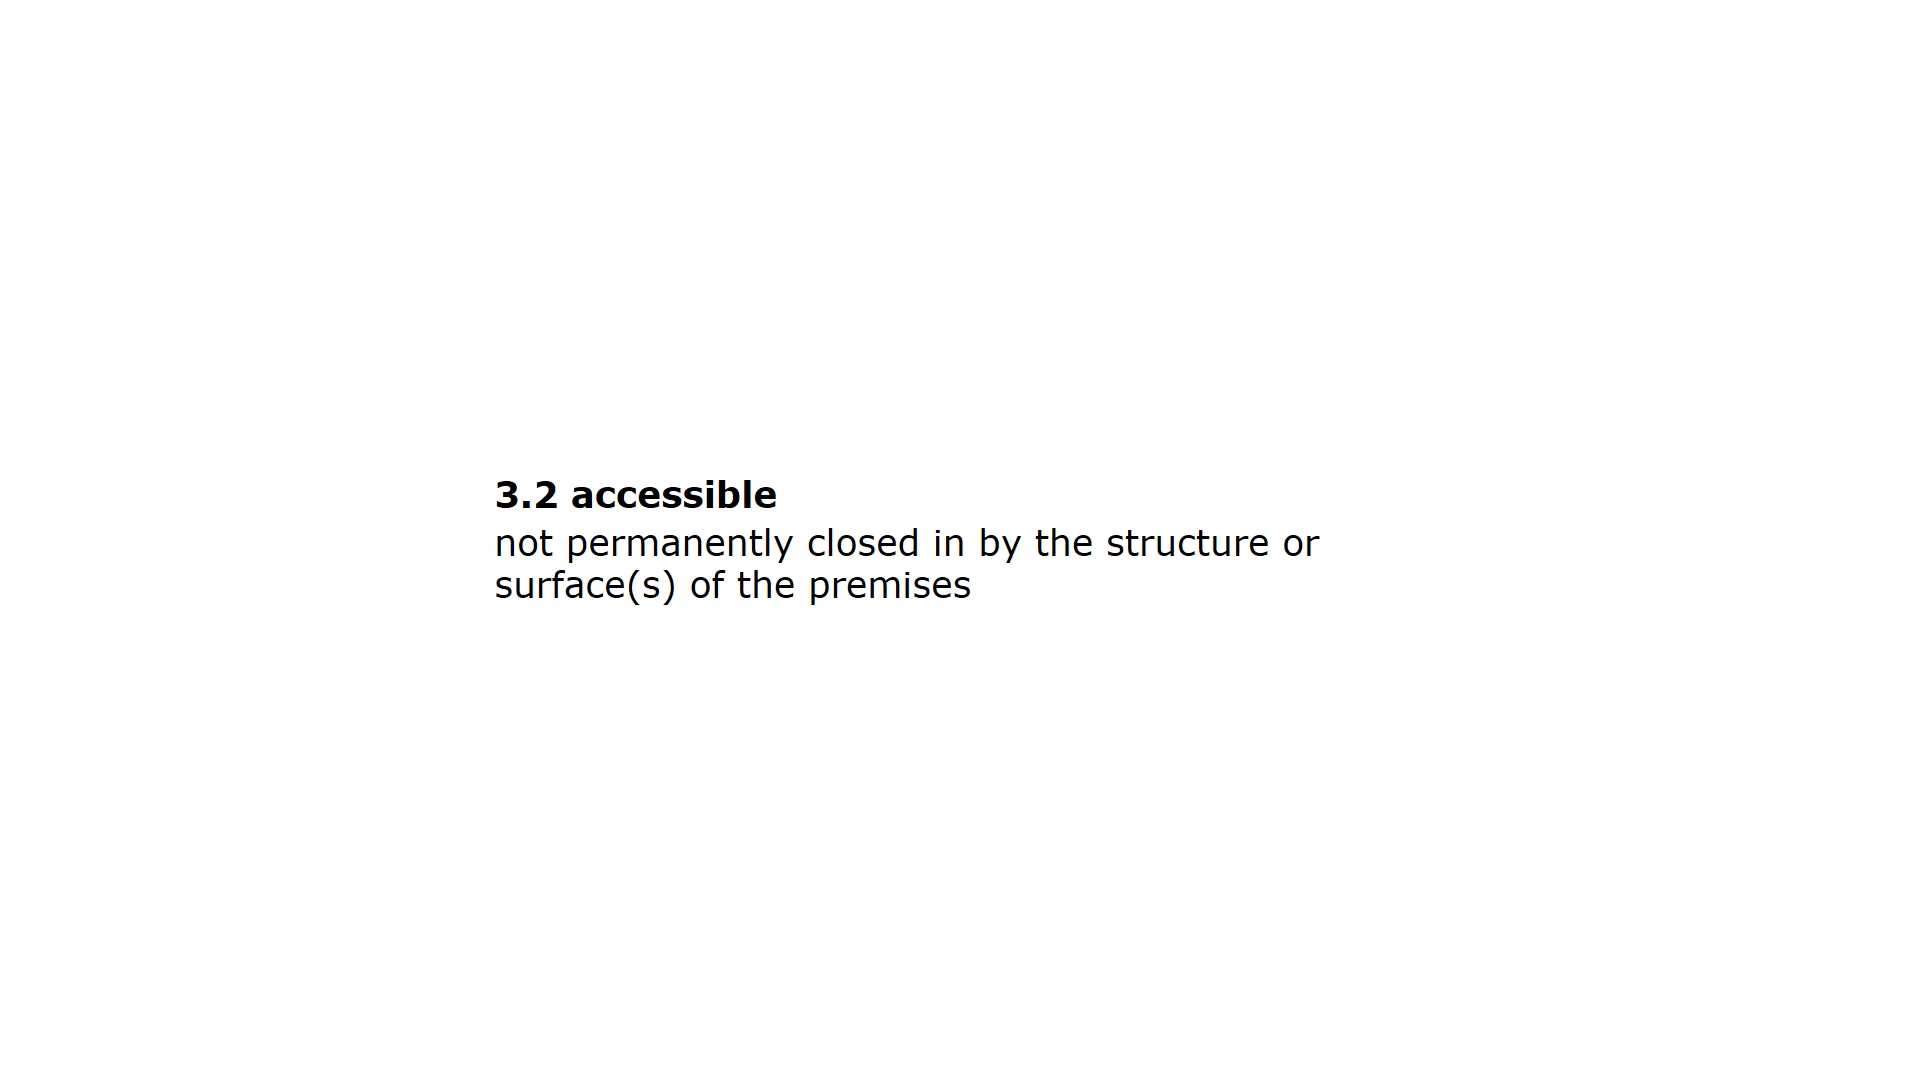 3.2 accessible
not permanently closed in by the structure or
surface(s) of the premises